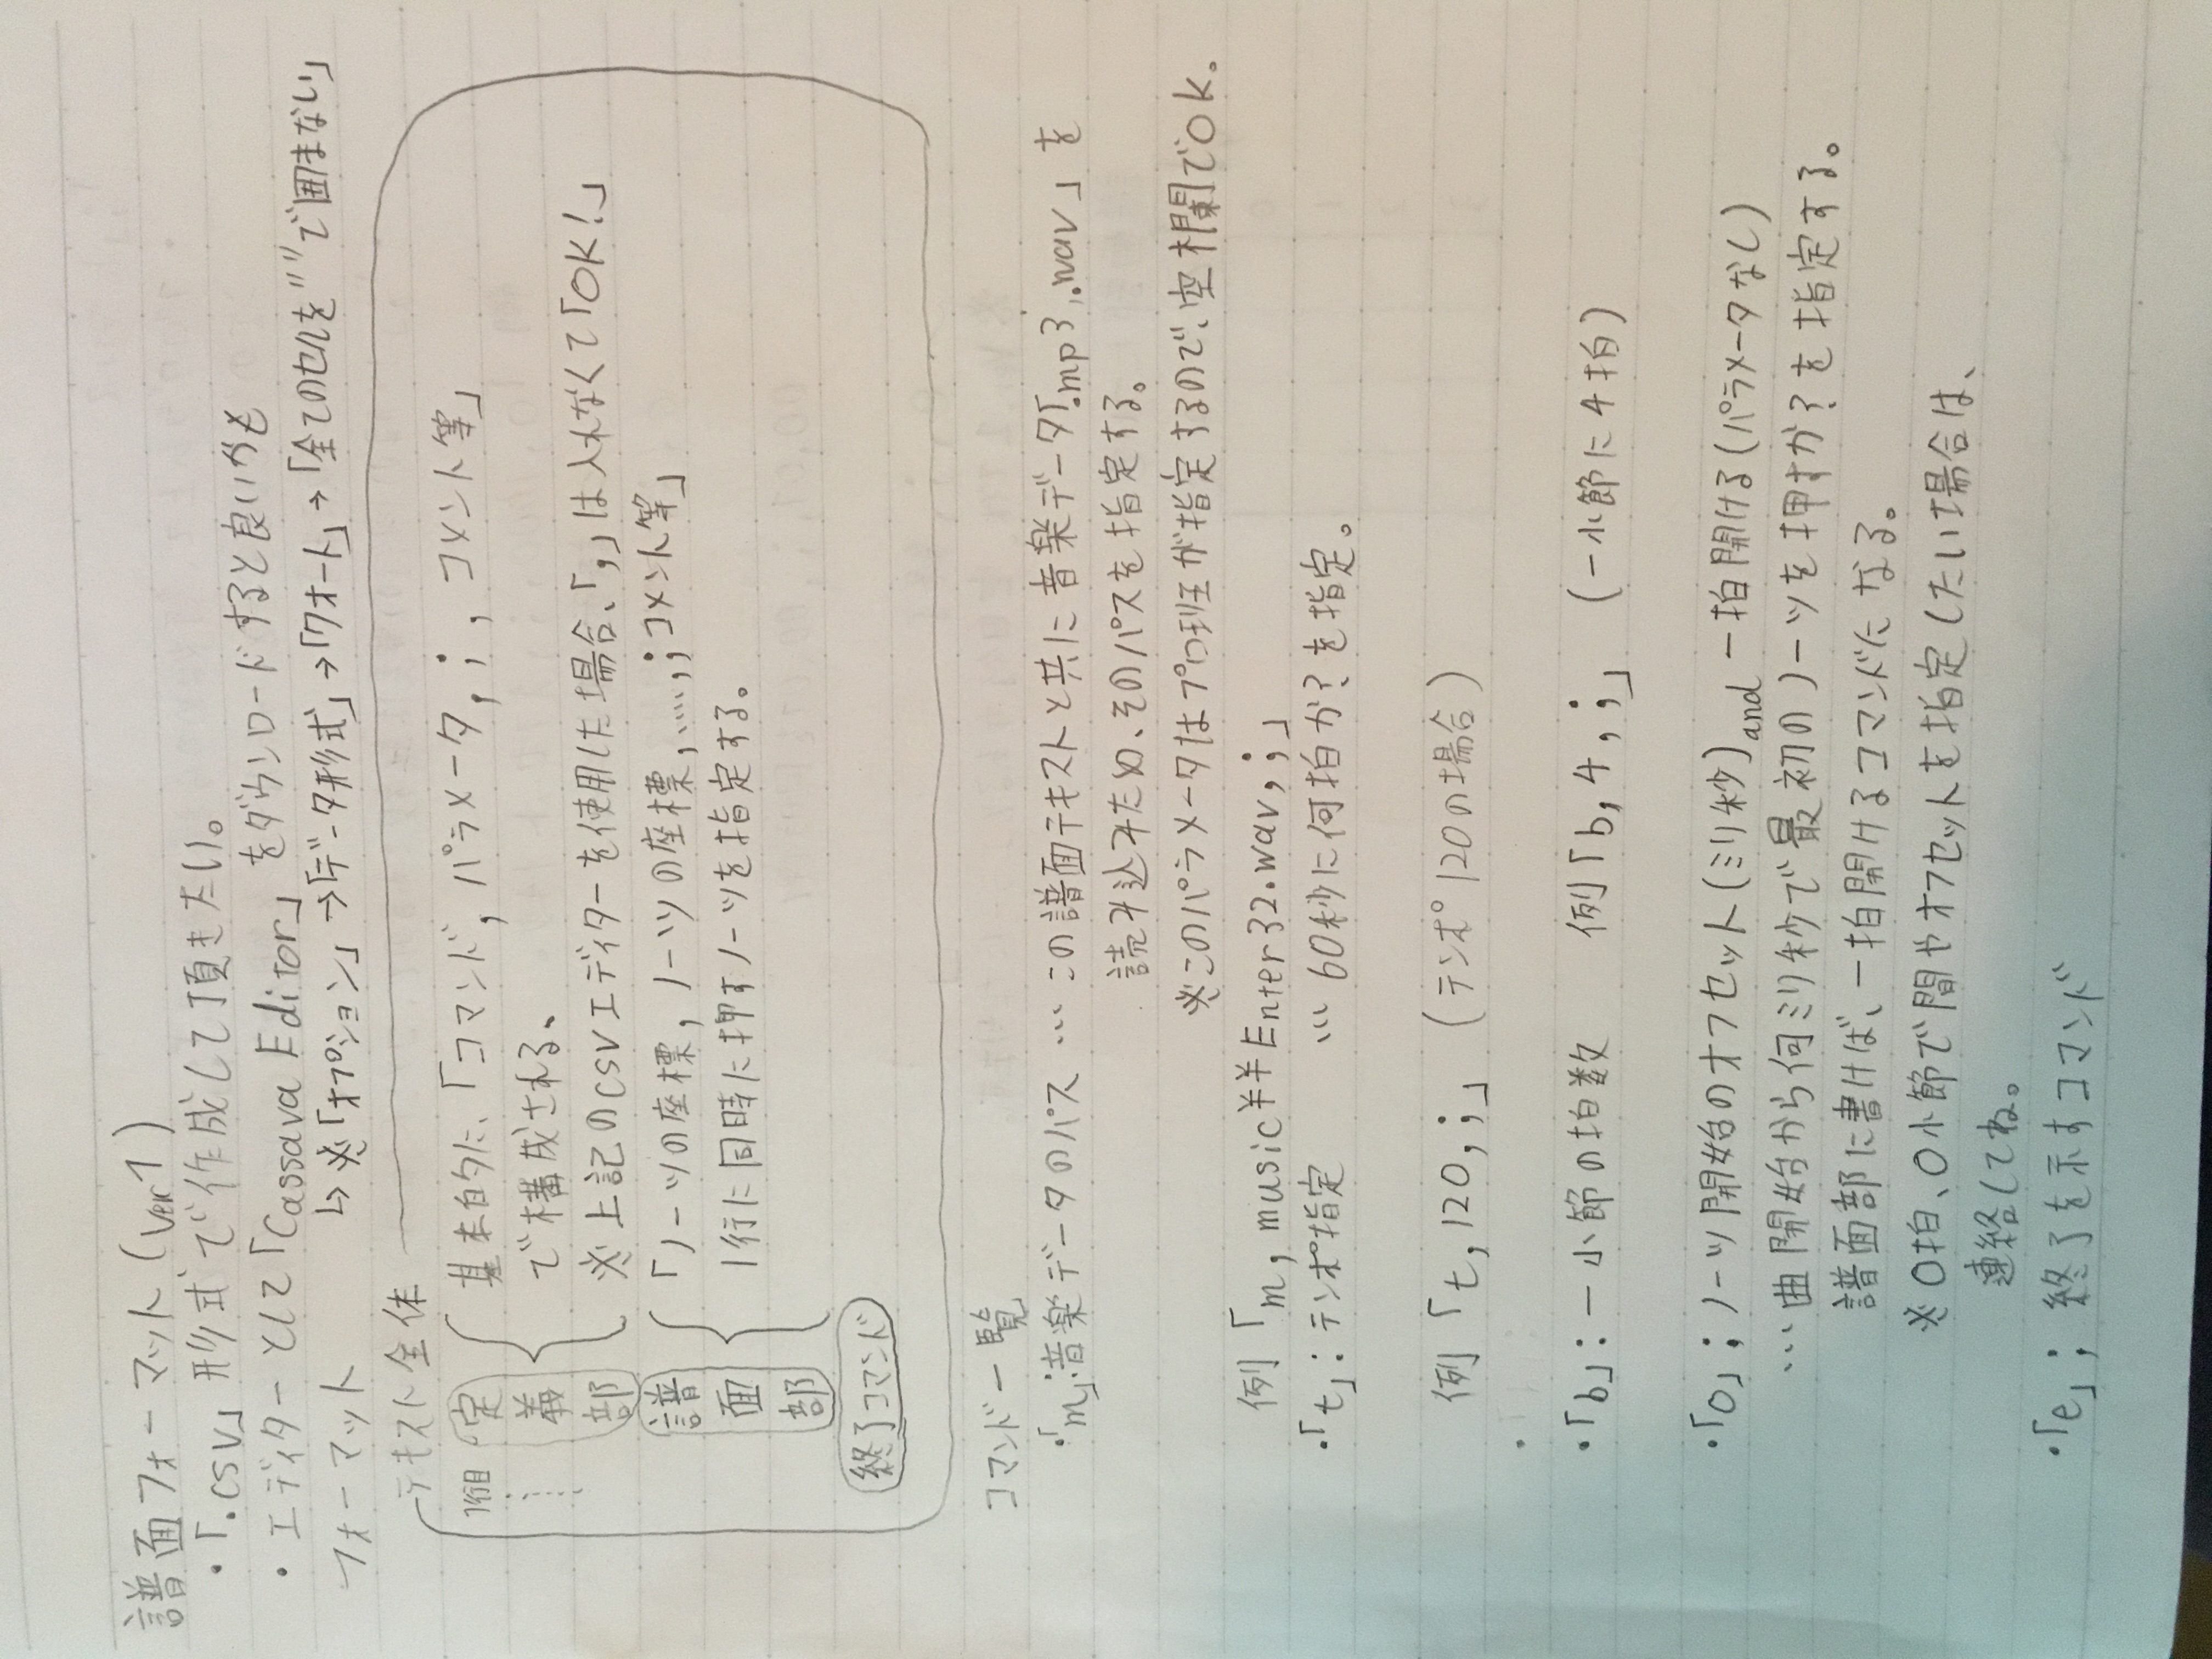 譜面フォーマット(ver1)
・「.csv」形式で作成して頂きたい。
・エディターとして「Cassava Editor」をダウンロードすると良いかも
↳※「オプション」→「データ形式」→「クオート」→「全てのセルを""で囲まない」
フォーマット
テキスト全体
1行目
定義部
基本的に、「コマンド, パラメータ, ; , コメント等」
で構成される、
※上記のcsvエディターを使用した場合、「,」は入れなくて「OK!」
譜面部
「ノーツの座標, ノーツの座標, ....., ; コメント等」
1行に同時に押すノーツを指定する。
終了コマンド
コマンド一覧
・「m」:音楽データのパス … この譜面テキストと共に音楽データ「.mp3, .wav」を
読み込みため、そのパスを指定する。
※このパラメータはプロ班が指定するので、空欄でOK.
例「m, music¥¥Enter32.wav, ;」
・「t」:テンポ指定 … 60秒に何拍か?を指定。
例「t, 120, ;」 (テンポ120の場合)
・
・「b」: 一小節の拍数 例「b, 4, ;」 (一小節に4拍)
・「o」; ノーツ開始のオフセット(ミリ秒) and 一拍開ける(パラメータなし)
… 曲開始から何ミリ秒で最初のノーツを押すか?を指定する。
譜面部に書けば、一拍開けるコマンドになる。
※○拍、○小節で間やオフセットを指定したい場合は、
連絡してね。
・「e」; 終了を示すコマンド